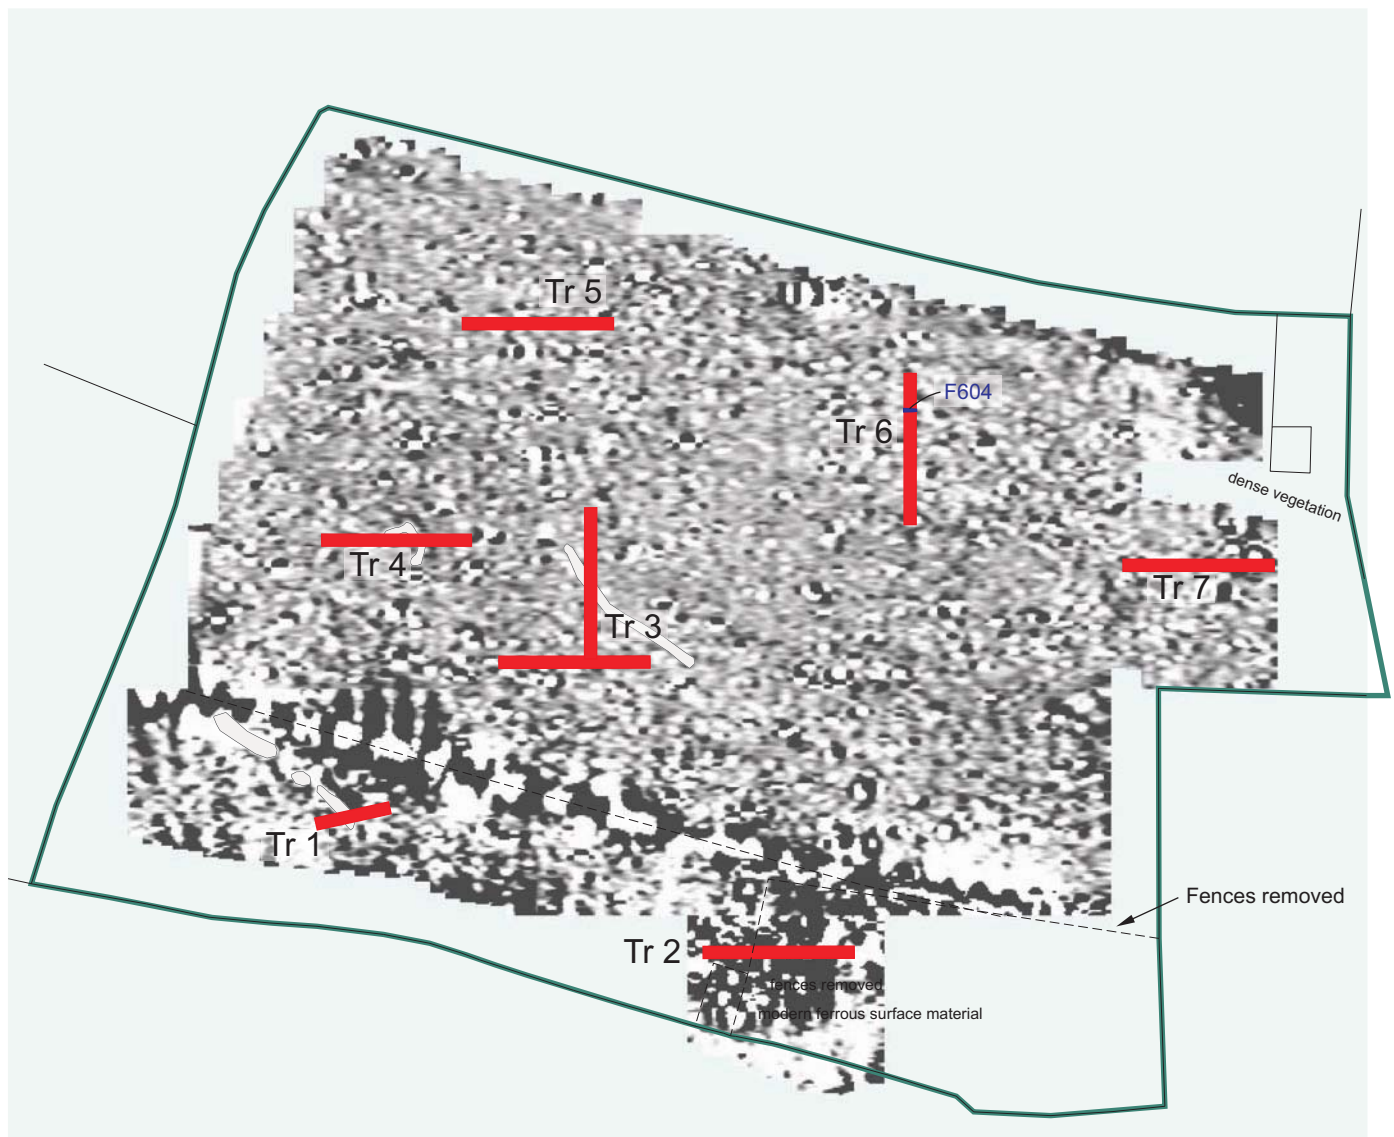 Tr 5
F604
Tr 6
dense vegetation
Tr 4
Tr 7
Tr 3
Tr 1
Fences removed
Tr 2
fences removed
modern ferrous surface material